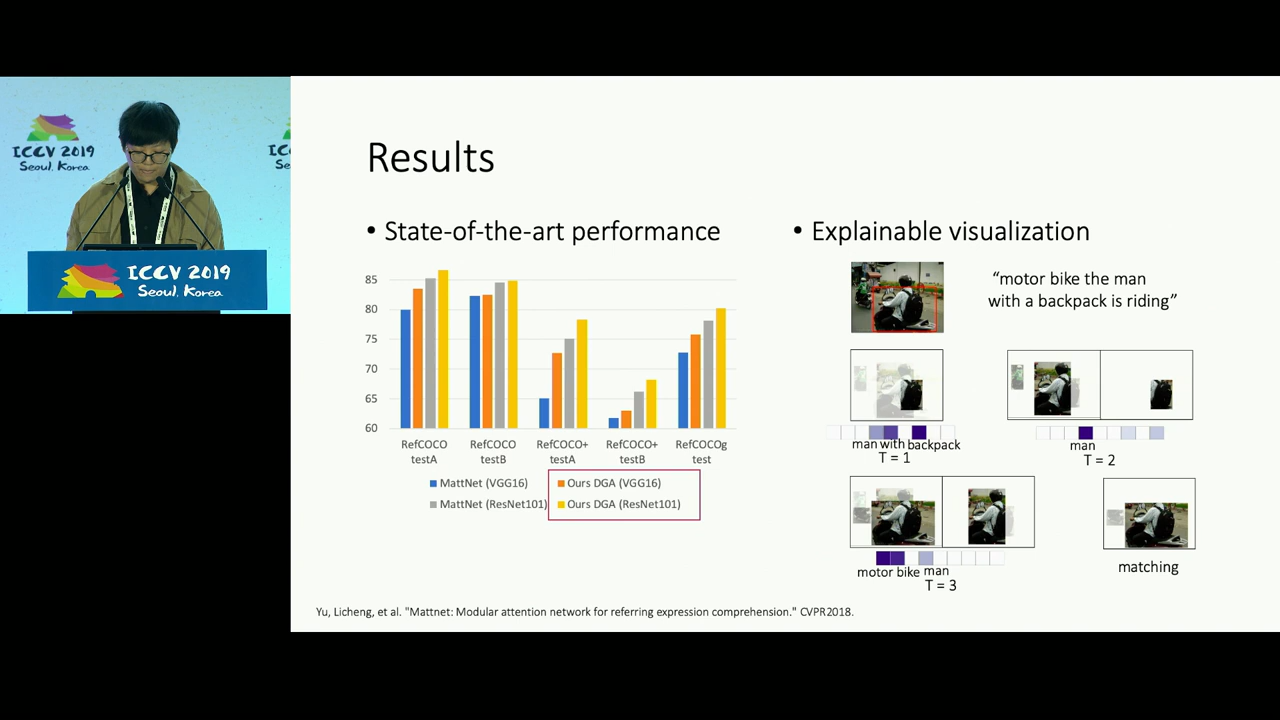 ICCV 2019
Seoul, Korea
IC
Se
ICCV 2019
Seoul, Korea
Results
• State-of-the-art performance
85
80
75
70
65
60
RefCOCO testA
RefCOCO testB
RefCOCO+ testA
RefCOCO+ testB
RefCOCOg test
MattNet (VGG16)
Ours DGA (VGG16)
MattNet (ResNet101)
Ours DGA (ResNet101)
• Explainable visualization
“motor bike the man
with a backpack is riding”
man with backpack
T = 1
man
T = 2
motor bike man
T = 3
matching
Yu, Licheng, et al. "Mattnet: Modular attention network for referring expression comprehension." CVPR2018.